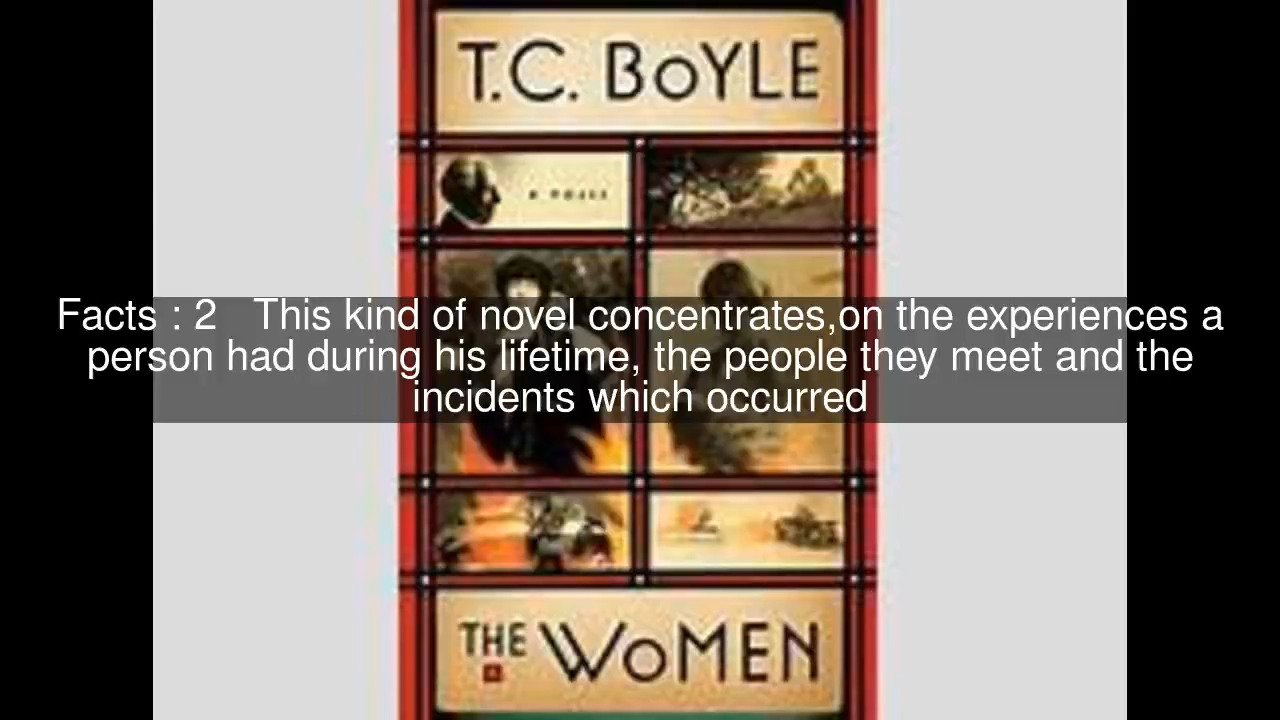 T.C. BoYLE
A NOVEL
Facts : 2 This kind of novel concentrates,on the experiences a
person had during his lifetime, the people they meet and the
incidents which occurred
THE WoMEN